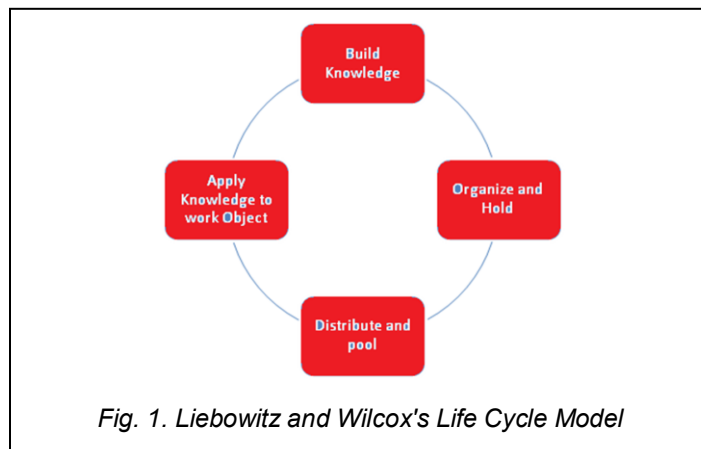 Build
Knowledge
Apply
Knowledge to
work Object
Organize and
Hold
Distribute and
pool
Fig. 1. Liebowitz and Wilcox's Life Cycle Model